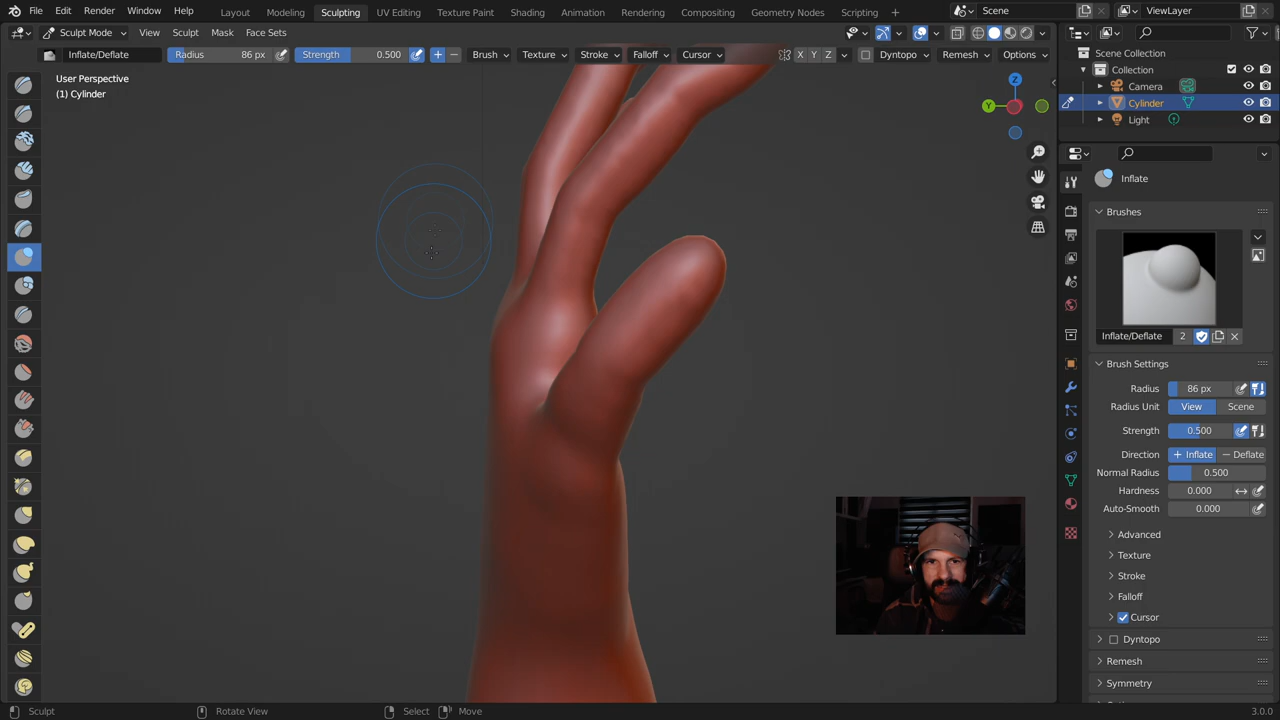 File Edit Render Window Help Layout Modeling Sculpting UV Editing Texture Paint Shading Animation Rendering Compositing Geometry Nodes Scripting Scene ViewLayer
Sculpt Mode View Sculpt Mask Face Sets
Inflate/Deflate Radius 86 px Strength 0.500 Brush Texture Stroke Falloff Cursor X Y Z Dyntopo Remesh Options
User Perspective
(1) Cylinder
Z
Y
Scene Collection
Collection
Camera
Cylinder
Light
Inflate
Brushes
Inflate/Deflate 2
Brush Settings
Radius 86 px
Radius Unit View Scene
Strength 0.500
Direction Inflate Deflate
Normal Radius 0.500
Hardness 0.000
Auto-Smooth 0.000
Advanced
Texture
Stroke
Falloff
Cursor
Dyntopo
Remesh
Symmetry
Sculpt Rotate View Select Move 3.0.0